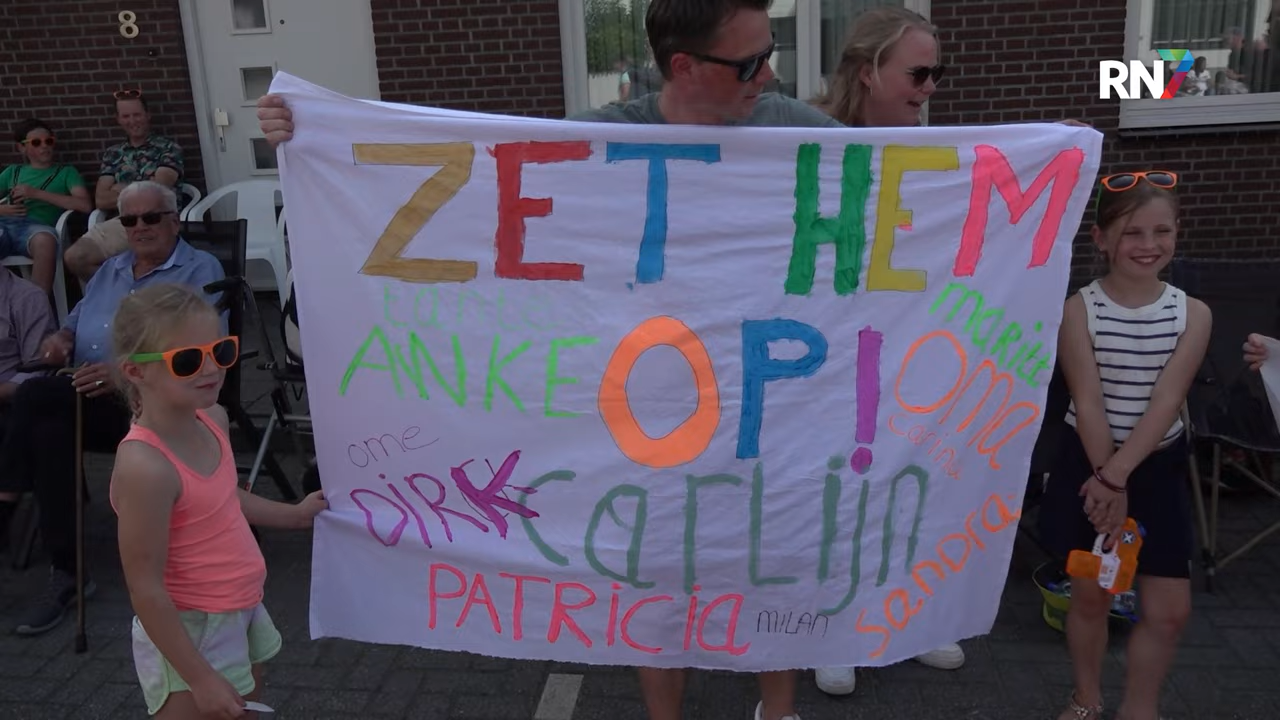 8
RN7
ZET HEM
tante
ANKE
OP!
Marit
OMA
Carina
ome
DIRK
CARLIJN
SANDRA
PATRICIA
MILAN